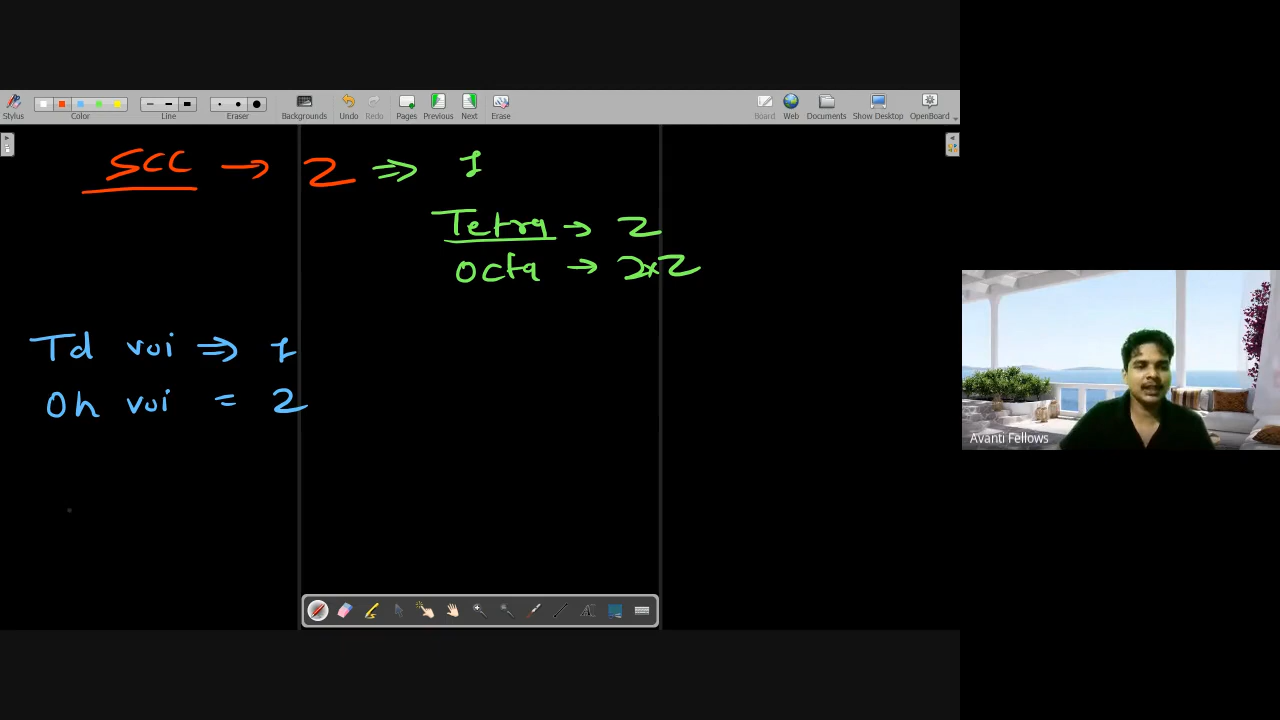 Stylus Color Line Eraser Backgrounds Undo Redo Pages Previous Next Erase Board Web Documents Show Desktop OpenBoard
SCC → 2 ⇒ 1
Tetra → 2
Octa → 2×2
Td voi ⇒ 1
Oh voi = 2
Avanti Fellows